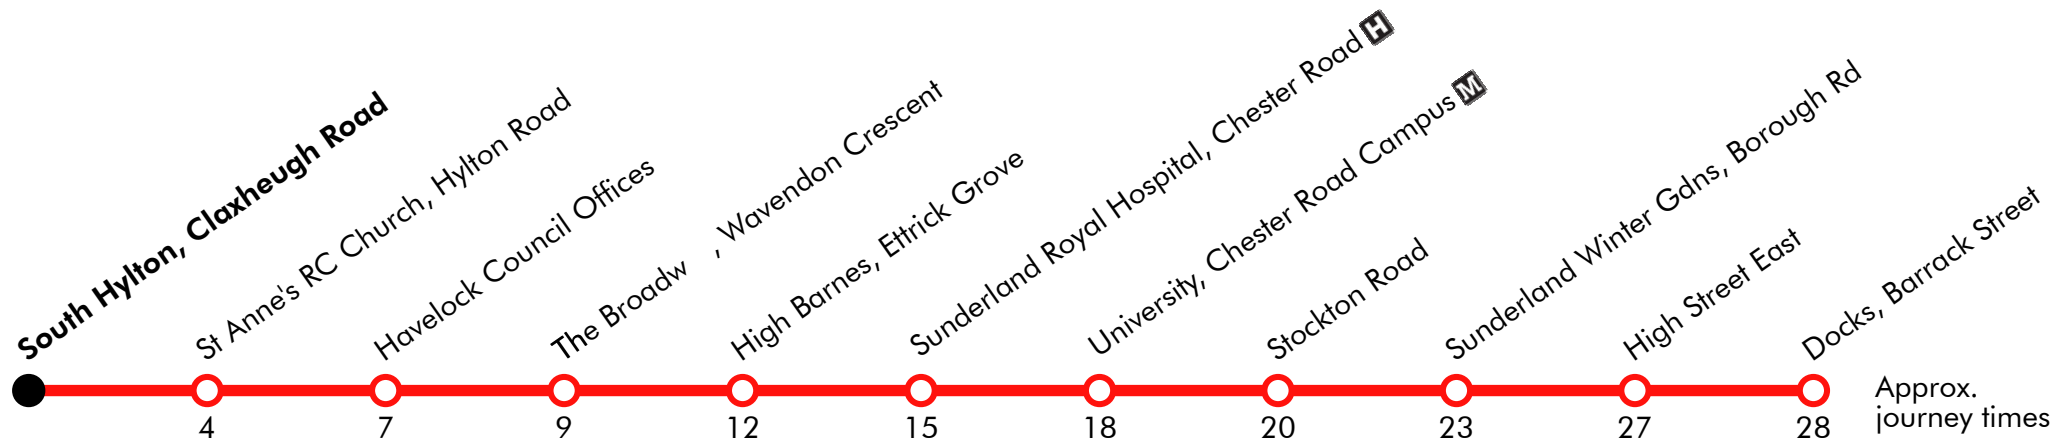 South Hylton, Claxheugh Road
St Anne's RC Church, Hylton Road
Havelock Council Offices
The Broadw , Wavendon Crescent
High Barnes, Ettrick Grove
Sunderland Royal Hospital, Chester Road H
University, Chester Road Campus M
Stockton Road
Sunderland Winter Gdns, Borough Rd
High Street East
Docks, Barrack Street
4 7 9 12 15 18 20 23 27 28
Approx.
journey times